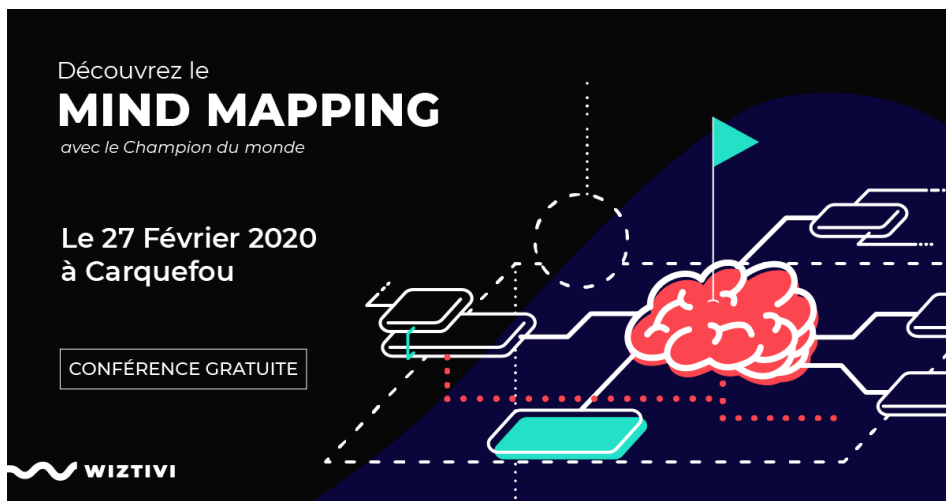 Découvrez le
MIND MAPPING
avec le Champion du monde
Le 27 Février 2020
à Carquefou
CONFÉRENCE GRATUITE
WIZTIVI